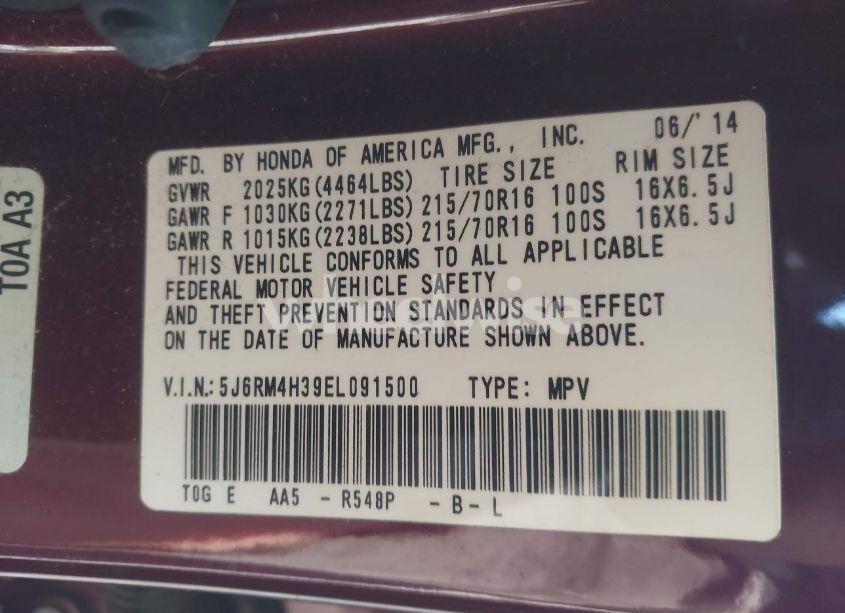 MFD. BY HONDA OF AMERICA MFG., INC. 06/'14
GVWR 2025KG(4464LBS) TIRE SIZE RIM SIZE
GAWR F 1030KG(2271LBS) 215/70R16 100S 16X6.5J
GAWR R 1015KG(2238LBS) 215/70R16 100S 16X6.5J
THIS VEHICLE CONFORMS TO ALL APPLICABLE
FEDERAL MOTOR VEHICLE SAFETY
AND THEFT PREVENTION STANDARDS IN EFFECT
ON THE DATE OF MANUFACTURE SHOWN ABOVE.
V.I.N.: 5J6RM4H39EL091500 TYPE: MPV
T0G E AA5 - R548P - B - L
T0A A3